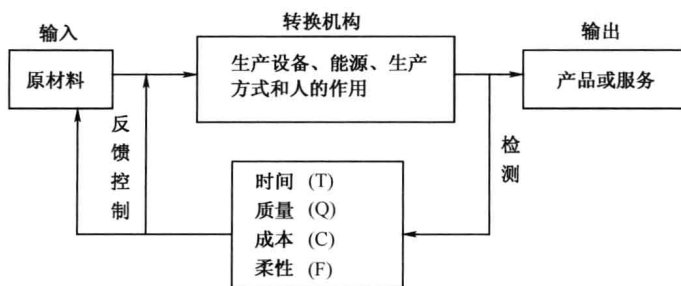 输入
转换机构
输出
原材料
生产设备、能源、生产
方式和人的作用
产品或服务
反馈控制
检测
时间 (T)
质量 (Q)
成本 (C)
柔性 (F)